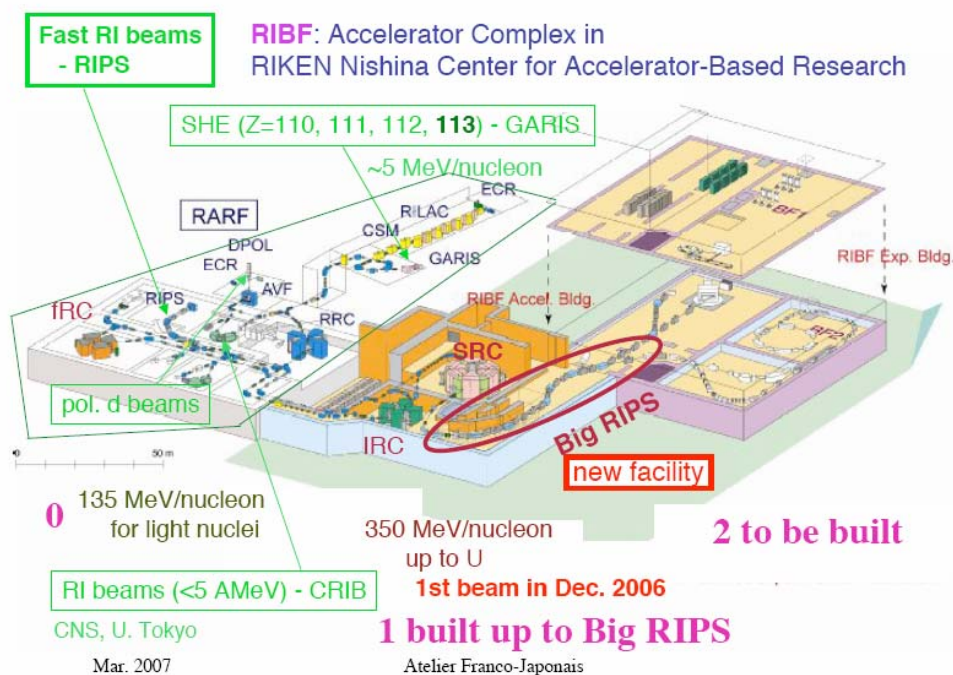 Fast RI beams
- RIPS
RIBF: Accelerator Complex in
RIKEN Nishina Center for Accelerator-Based Research
SHE (Z=110, 111, 112, 113) - GARIS
~5 MeV/nucleon
ECR
RILAC
CSM
GARIS
RARF
DPOL
ECR
AVF
RIPS
RRC
fRC
BF1
RIBF Accel. Bldg.
RIBF Exp. Bldg.
SRC
BF2
pol. d beams
IRC
Big RIPS
0 50 m
new facility
0
135 MeV/nucleon
for light nuclei
350 MeV/nucleon
up to U
1st beam in Dec. 2006
2 to be built
RI beams (<5 AMeV) - CRIB
CNS, U. Tokyo
1 built up to Big RIPS
Mar. 2007
Atelier Franco-Japonais